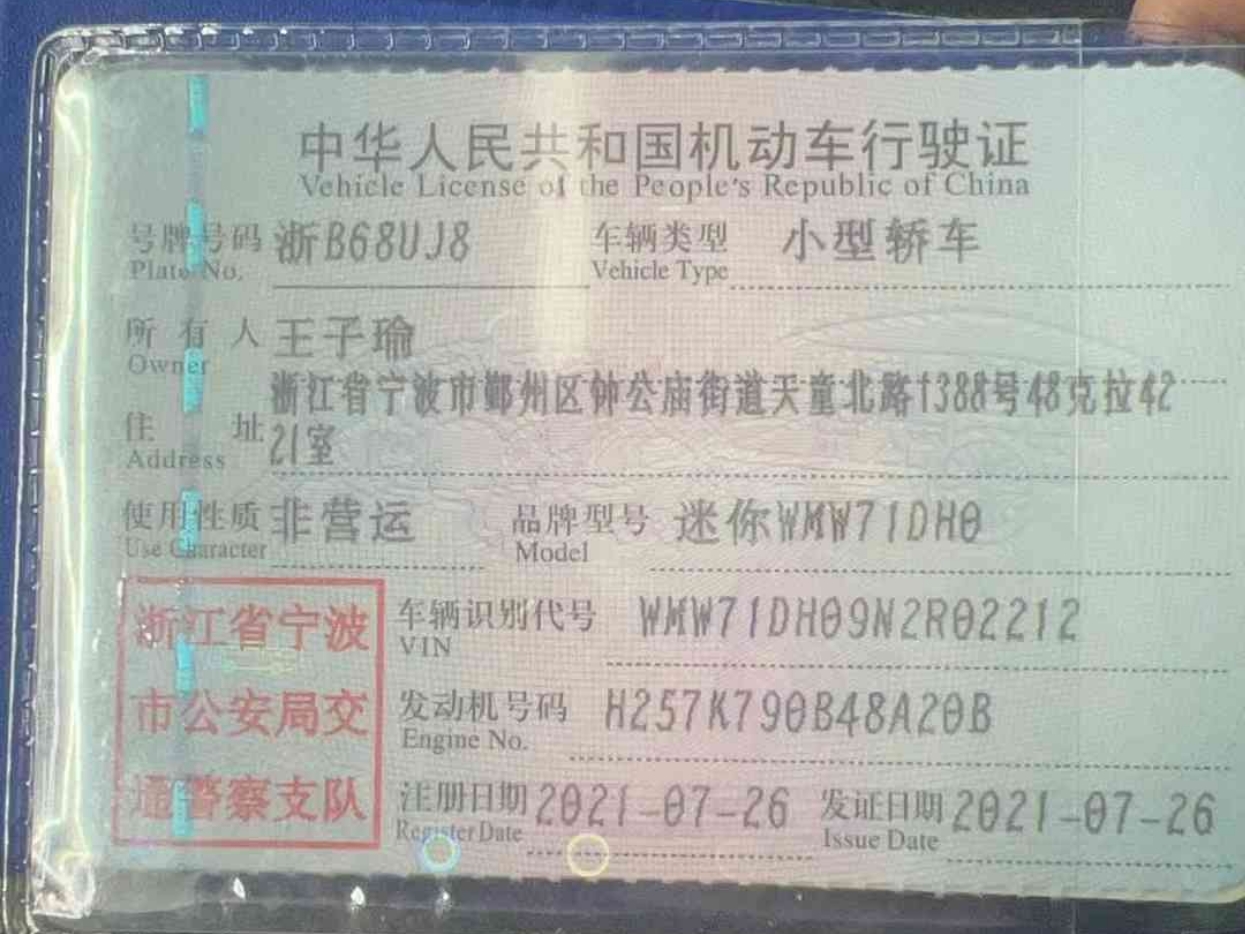 中华人民共和国机动车行驶证
Vehicle License of the People's Republic of China
号牌号码 浙B68UJ8 车辆类型 小型轿车
Plate No. Vehicle Type
所有人 王子瑜
Owner
浙江省宁波市鄞州区钟公庙街道天童北路1388号48克拉42
住址 21室
Address
使用性质 非营运 品牌型号 迷你WMW71DH0
Use Character Model
浙江省宁波 车辆识别代号 WMW71DH09N2R02212
VIN
市公安局交 发动机号码 H257K790B48A20B
Engine No.
通警察支队 注册日期 2021-07-26 发证日期 2021-07-26
Register Date Issue Date